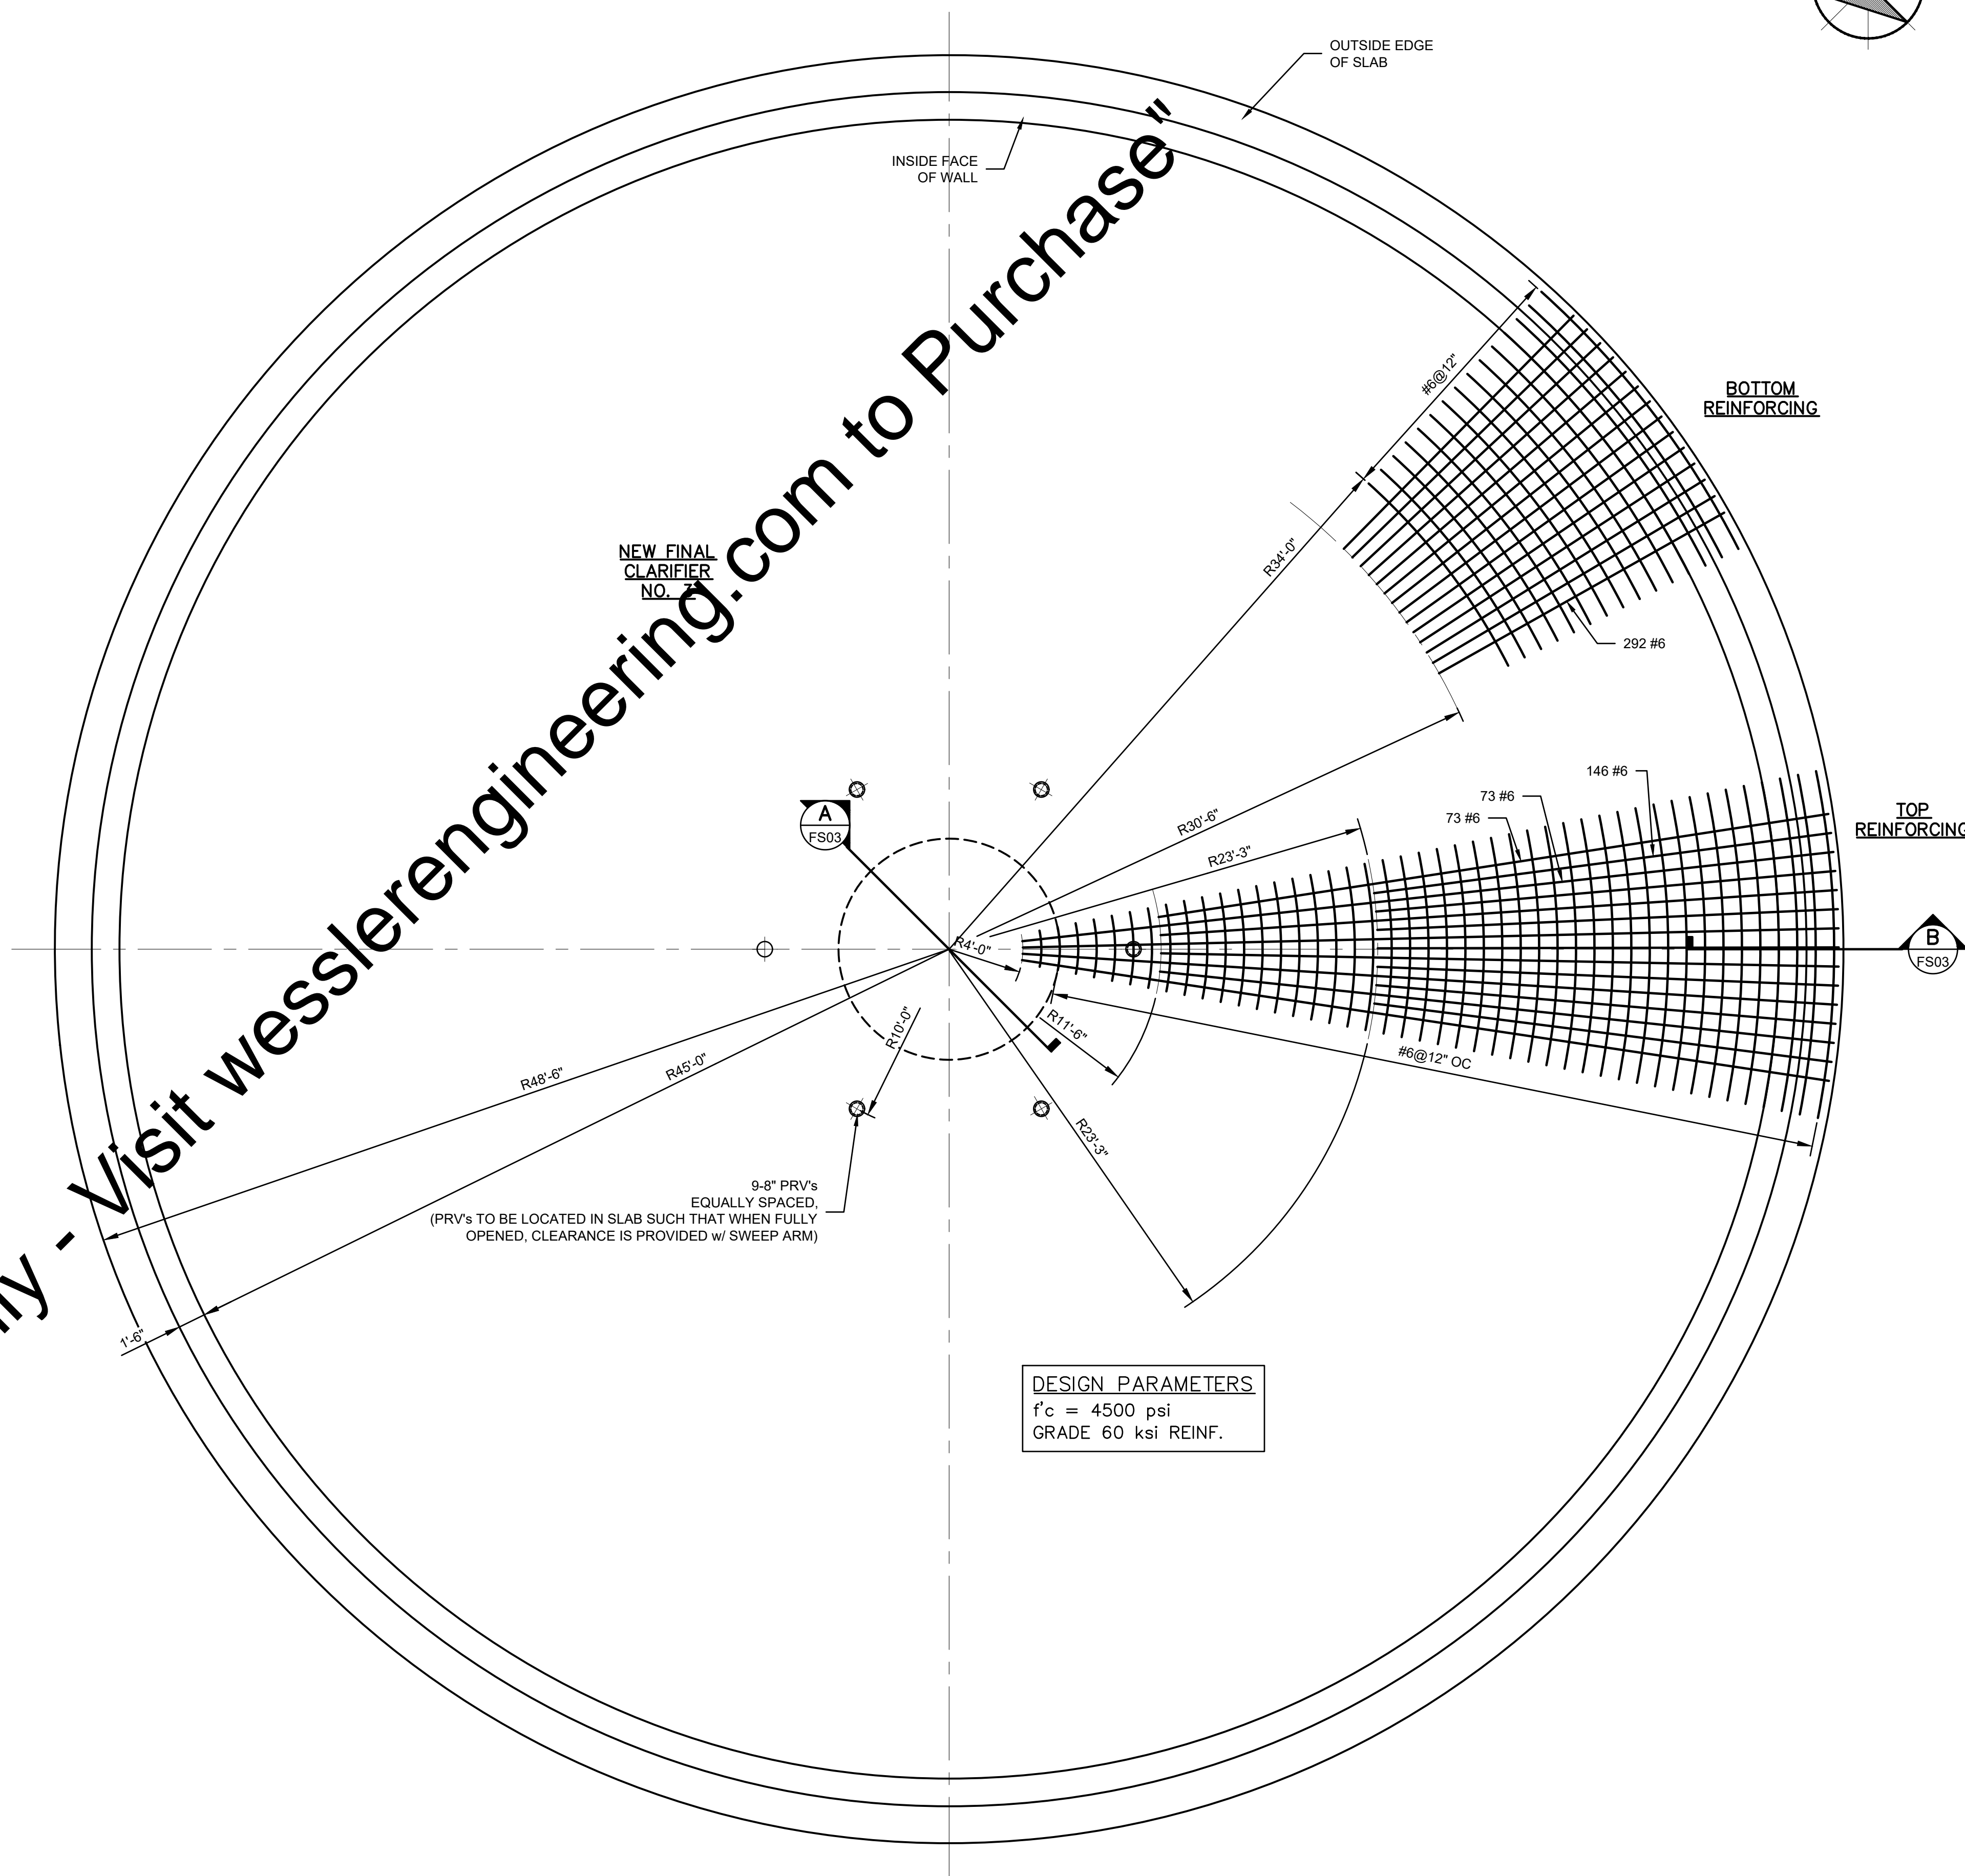 OUTSIDE EDGE
OF SLAB
INSIDE FACE
OF WALL
ly - Visit wesslerengineering.com to Purchase"
#6@12"
BOTTOM
REINFORCING
NEW FINAL
CLARIFIER
NO. 3
R34'-0"
292 #6
146 #6
73 #6
73 #6
TOP
REINFORCING
A
FS03
R30'-6"
R23'-3"
R4'-0"
B
FS03
R10'-0"
R11'-6"
#6@12" OC
R48'-6"
R45'-0"
R23'-3"
9-8" PRV's
EQUALLY SPACED,
(PRV's TO BE LOCATED IN SLAB SUCH THAT WHEN FULLY
OPENED, CLEARANCE IS PROVIDED w/ SWEEP ARM)
1'-6"
DESIGN PARAMETERS
f'c = 4500 psi
GRADE 60 ksi REINF.